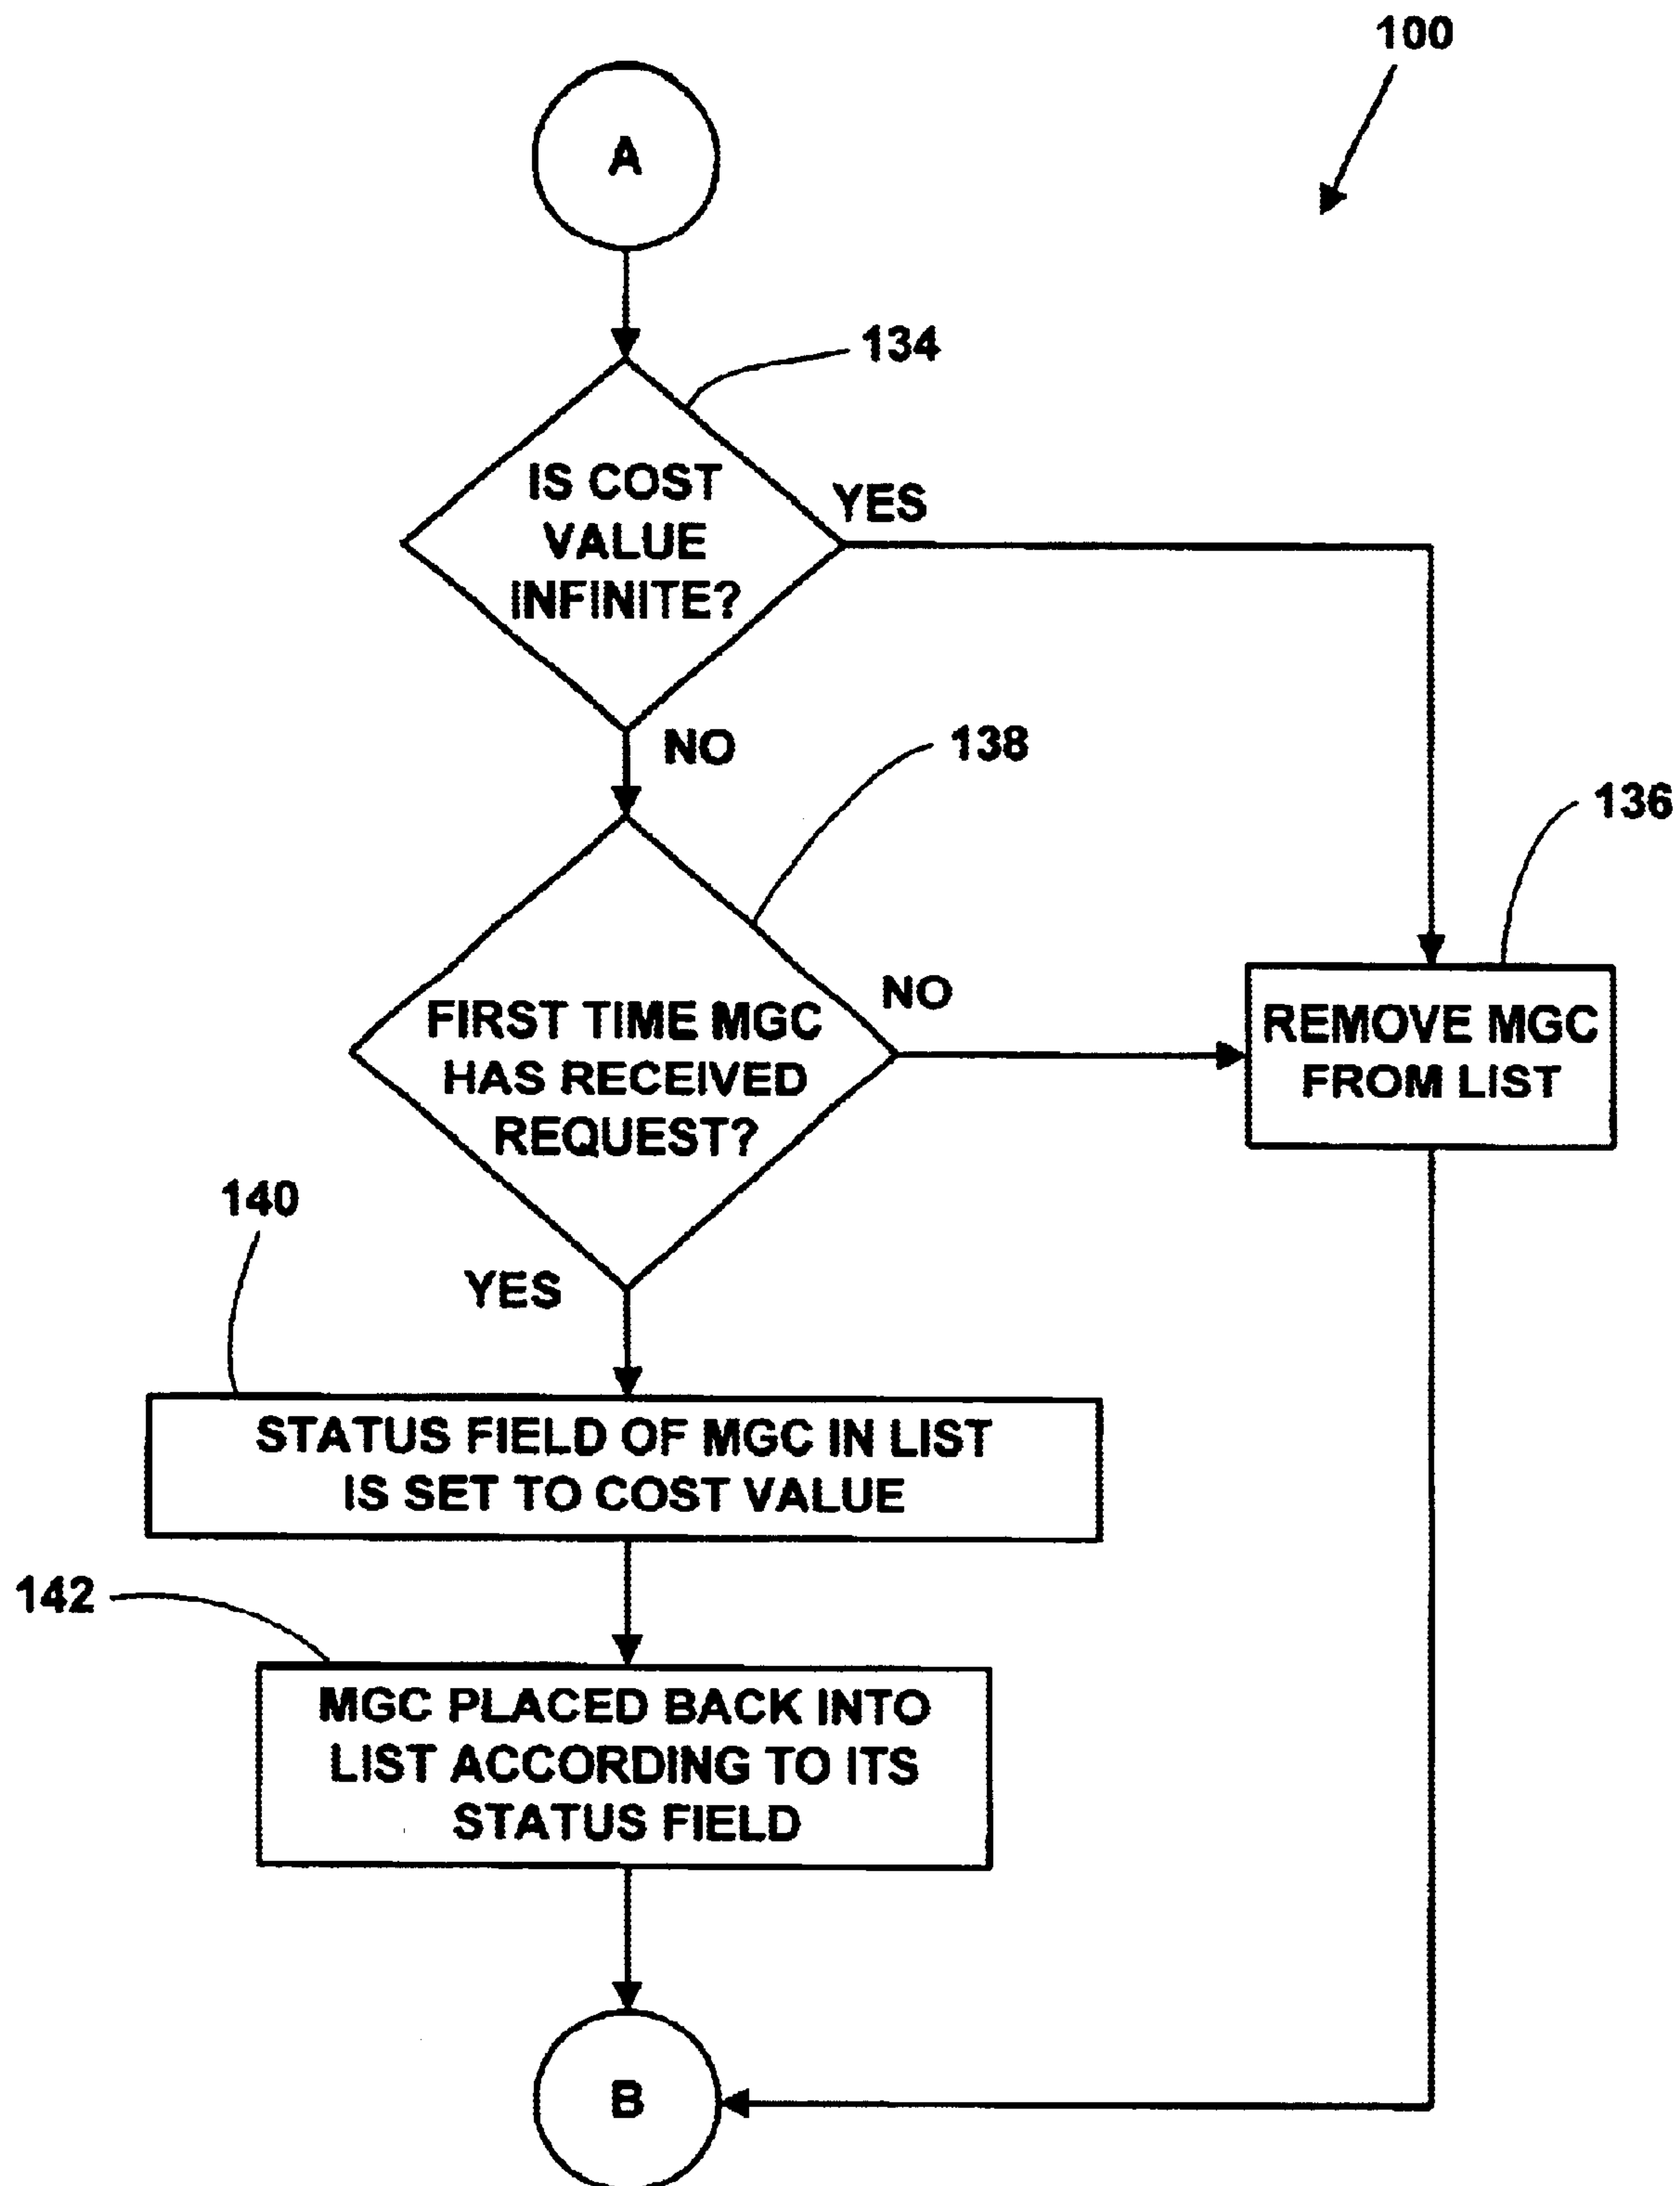 100
A
134
IS COST
VALUE
INFINITE?
YES
NO
138
136
FIRST TIME MGC
HAS RECEIVED
REQUEST?
NO
REMOVE MGC
FROM LIST
140
YES
STATUS FIELD OF MGC IN LIST
IS SET TO COST VALUE
142
MGC PLACED BACK INTO
LIST ACCORDING TO ITS
STATUS FIELD
B